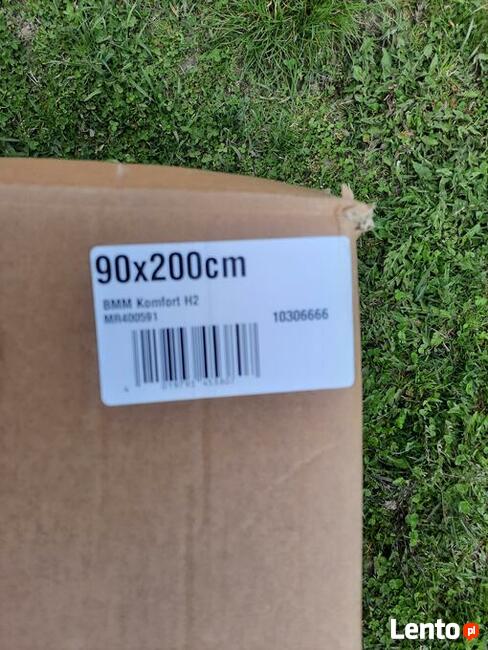 90x200cm
BMM Komfort H2
MR400591
10306666
Lento.pl